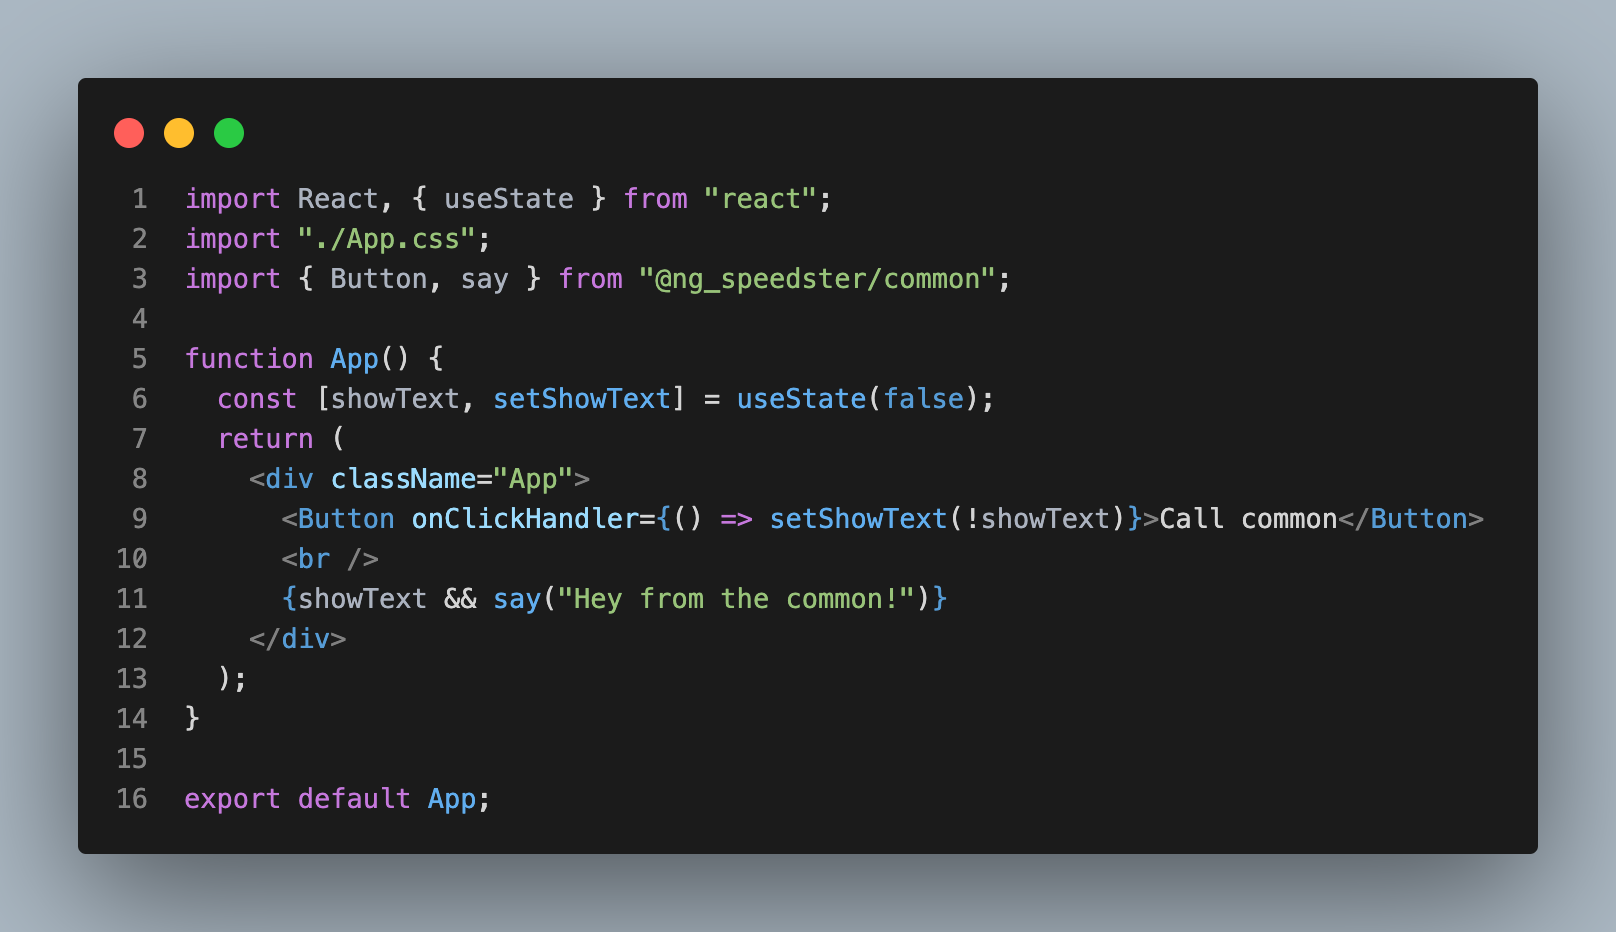 1 import React, { useState } from "react";
2 import "./App.css";
3 import { Button, say } from "@ng_speedster/common";
4
5 function App() {
6   const [showText, setShowText] = useState(false);
7   return (
8     <div className="App">
9       <Button onClickHandler={() => setShowText(!showText)}>Call common</Button>
10       <br />
11       {showText && say("Hey from the common!")}
12     </div>
13   );
14 }
15
16 export default App;